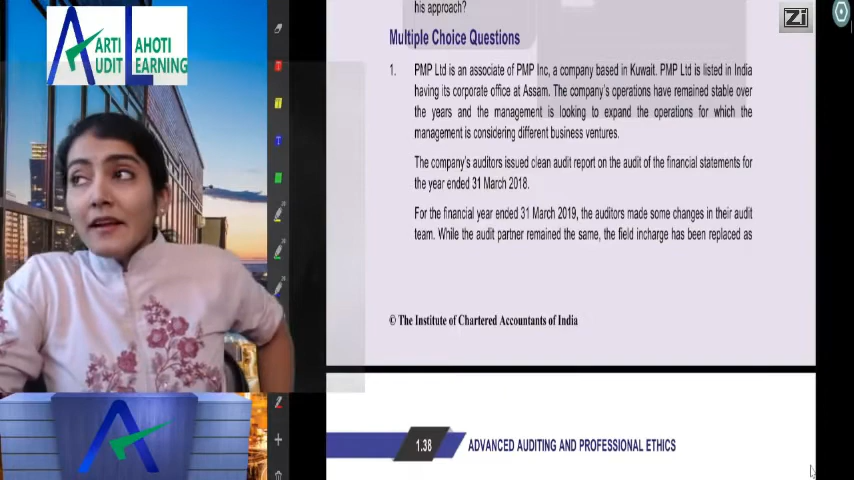 ARTI LAHOTI
AUDIT LEARNING
his approach?
Zi
Multiple Choice Questions
1. PMP Ltd is an associate of PMP Inc, a company based in Kuwait. PMP Ltd is listed in India
having its corporate office at Assam. The company's operations have remained stable over
the years and the management is looking to expand the operations for which the
management is considering different business ventures.
The company's auditors issued clean audit report on the audit of the financial statements for
the year ended 31 March 2018.
For the financial year ended 31 March 2019, the auditors made some changes in their audit
team. While the audit partner remained the same, the field incharge has been replaced as
© The Institute of Chartered Accountants of India
1.38 ADVANCED AUDITING AND PROFESSIONAL ETHICS